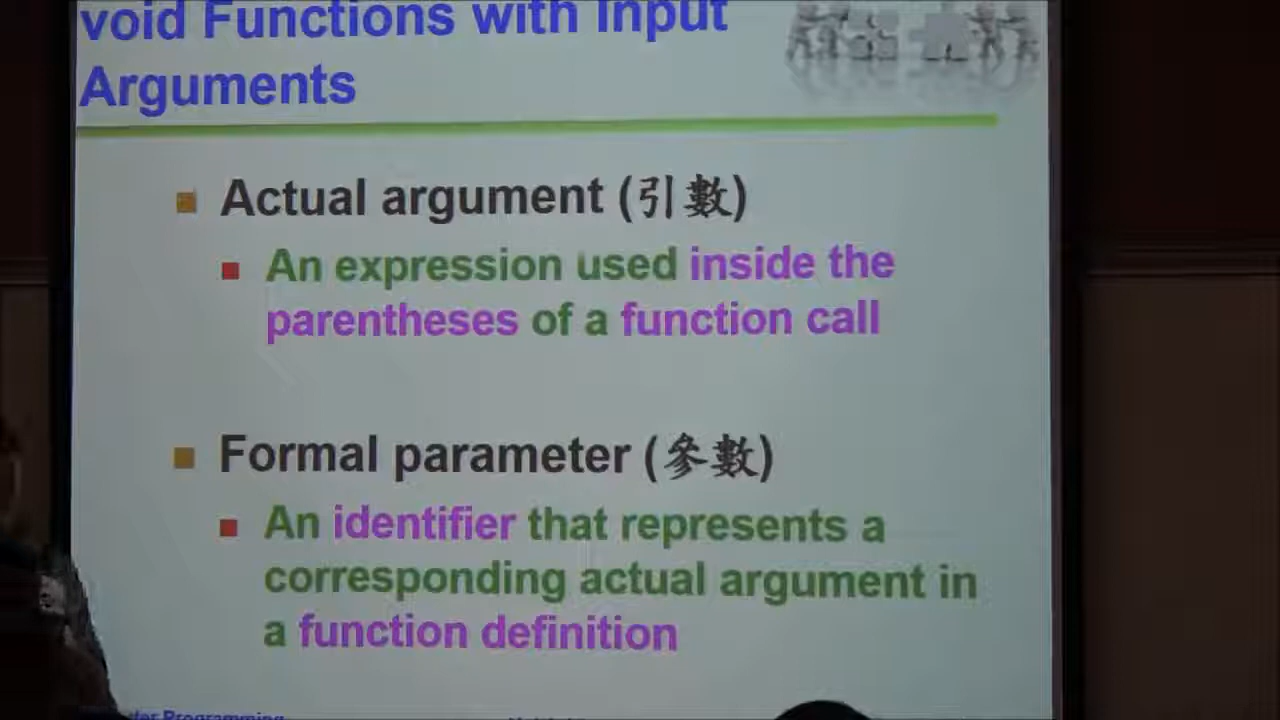 void Functions with Input
Arguments
Actual argument (引數)
An expression used inside the
parentheses of a function call
Formal parameter (參數)
An identifier that represents a
corresponding actual argument in
a function definition
Programming